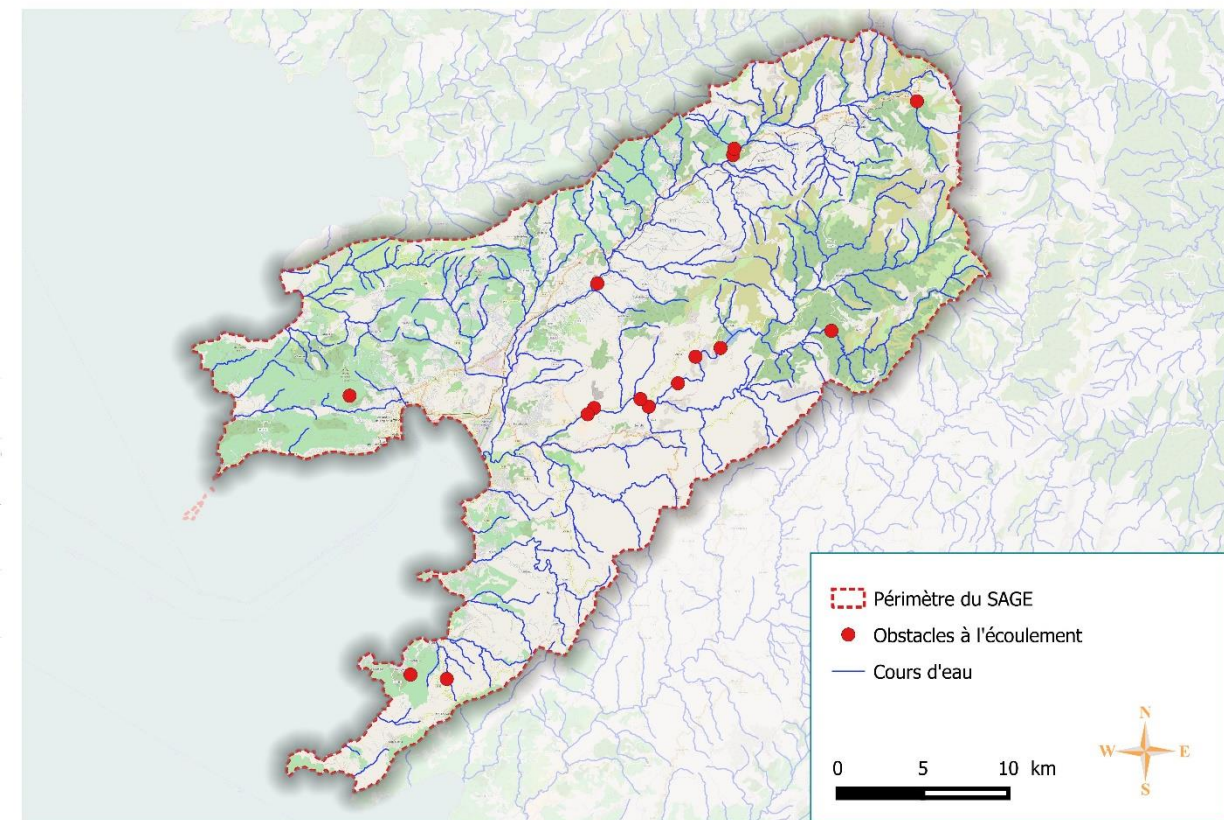 Périmètre du SAGE
Obstacles à l'écoulement
Cours d'eau
N
W E
S
0 5 10 km